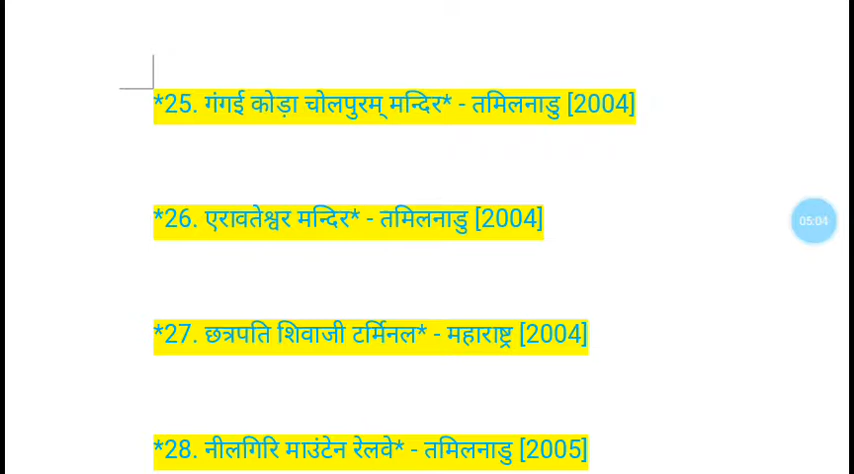 *25. गंगई कोड़ा चोलपुरम् मन्दिर* - तमिलनाडु [2004]
*26. एरावतेश्वर मन्दिर* - तमिलनाडु [2004]
05:04
*27. छत्रपति शिवाजी टर्मिनल* - महाराष्ट्र [2004]
*28. नीलगिरि माउंटेन रेलवे* - तमिलनाडु [2005]